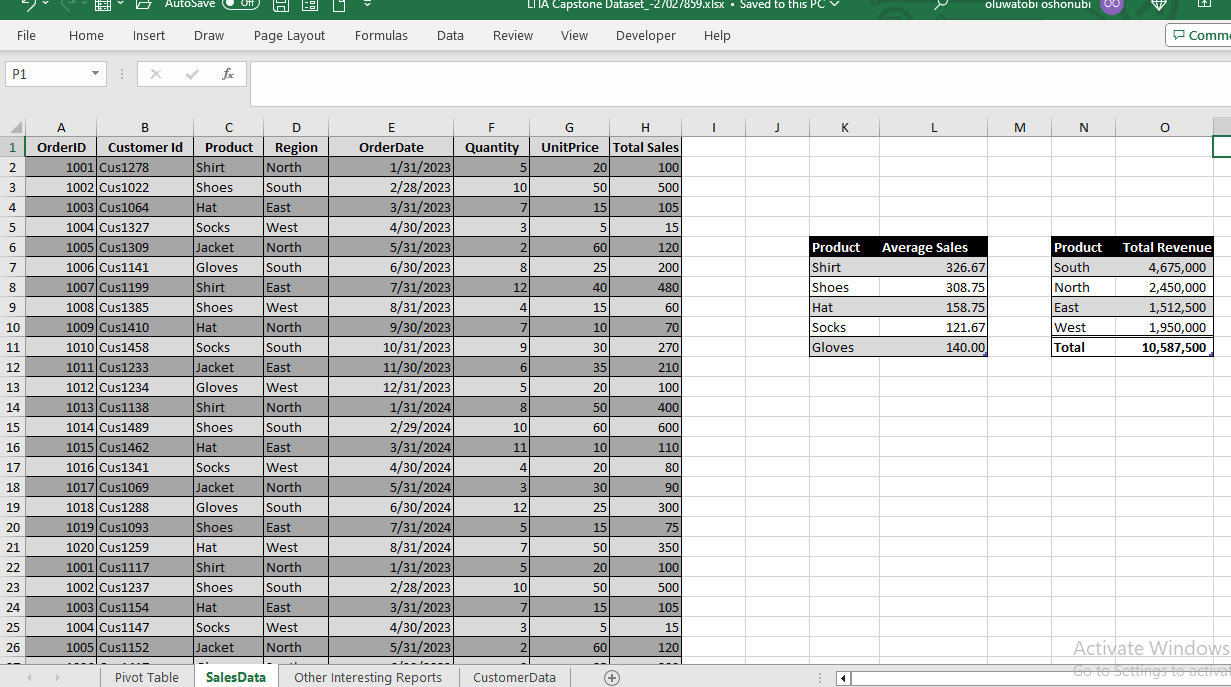 AutoSave Off LITA Capstone Dataset_-27027859.xlsx • Saved to this PC oluwatobi oshonubi OO
File Home Insert Draw Page Layout Formulas Data Review View Developer Help Comme
P1 fx
A B C D E F G H I J K L M N O
1 OrderID Customer Id Product Region OrderDate Quantity UnitPrice Total Sales
2 1001 Cus1278 Shirt North 1/31/2023 5 20 100
3 1002 Cus1022 Shoes South 2/28/2023 10 50 500
4 1003 Cus1064 Hat East 3/31/2023 7 15 105
5 1004 Cus1327 Socks West 4/30/2023 3 5 15
6 1005 Cus1309 Jacket North 5/31/2023 2 60 120 Product Average Sales Product Total Revenue
7 1006 Cus1141 Gloves South 6/30/2023 8 25 200 Shirt 326.67 South 4,675,000
8 1007 Cus1199 Shirt East 7/31/2023 12 40 480 Shoes 308.75 North 2,450,000
9 1008 Cus1385 Shoes West 8/31/2023 4 15 60 Hat 158.75 East 1,512,500
10 1009 Cus1410 Hat North 9/30/2023 7 10 70 Socks 121.67 West 1,950,000
11 1010 Cus1458 Socks South 10/31/2023 9 30 270 Gloves 140.00 Total 10,587,500
12 1011 Cus1233 Jacket East 11/30/2023 6 35 210
13 1012 Cus1234 Gloves West 12/31/2023 5 20 100
14 1013 Cus1138 Shirt North 1/31/2024 8 50 400
15 1014 Cus1489 Shoes South 2/29/2024 10 60 600
16 1015 Cus1462 Hat East 3/31/2024 11 10 110
17 1016 Cus1341 Socks West 4/30/2024 4 20 80
18 1017 Cus1069 Jacket North 5/31/2024 3 30 90
19 1018 Cus1288 Gloves South 6/30/2024 12 25 300
20 1019 Cus1093 Shoes East 7/31/2024 5 15 75
21 1020 Cus1259 Hat West 8/31/2024 7 50 350
22 1001 Cus1117 Shirt North 1/31/2023 5 20 100
23 1002 Cus1237 Shoes South 2/28/2023 10 50 500
24 1003 Cus1154 Hat East 3/31/2023 7 15 105
25 1004 Cus1147 Socks West 4/30/2023 3 5 15
26 1005 Cus1152 Jacket North 5/31/2023 2 60 120
Activate Windows
Go to Settings to activa
Pivot Table SalesData Other Interesting Reports CustomerData